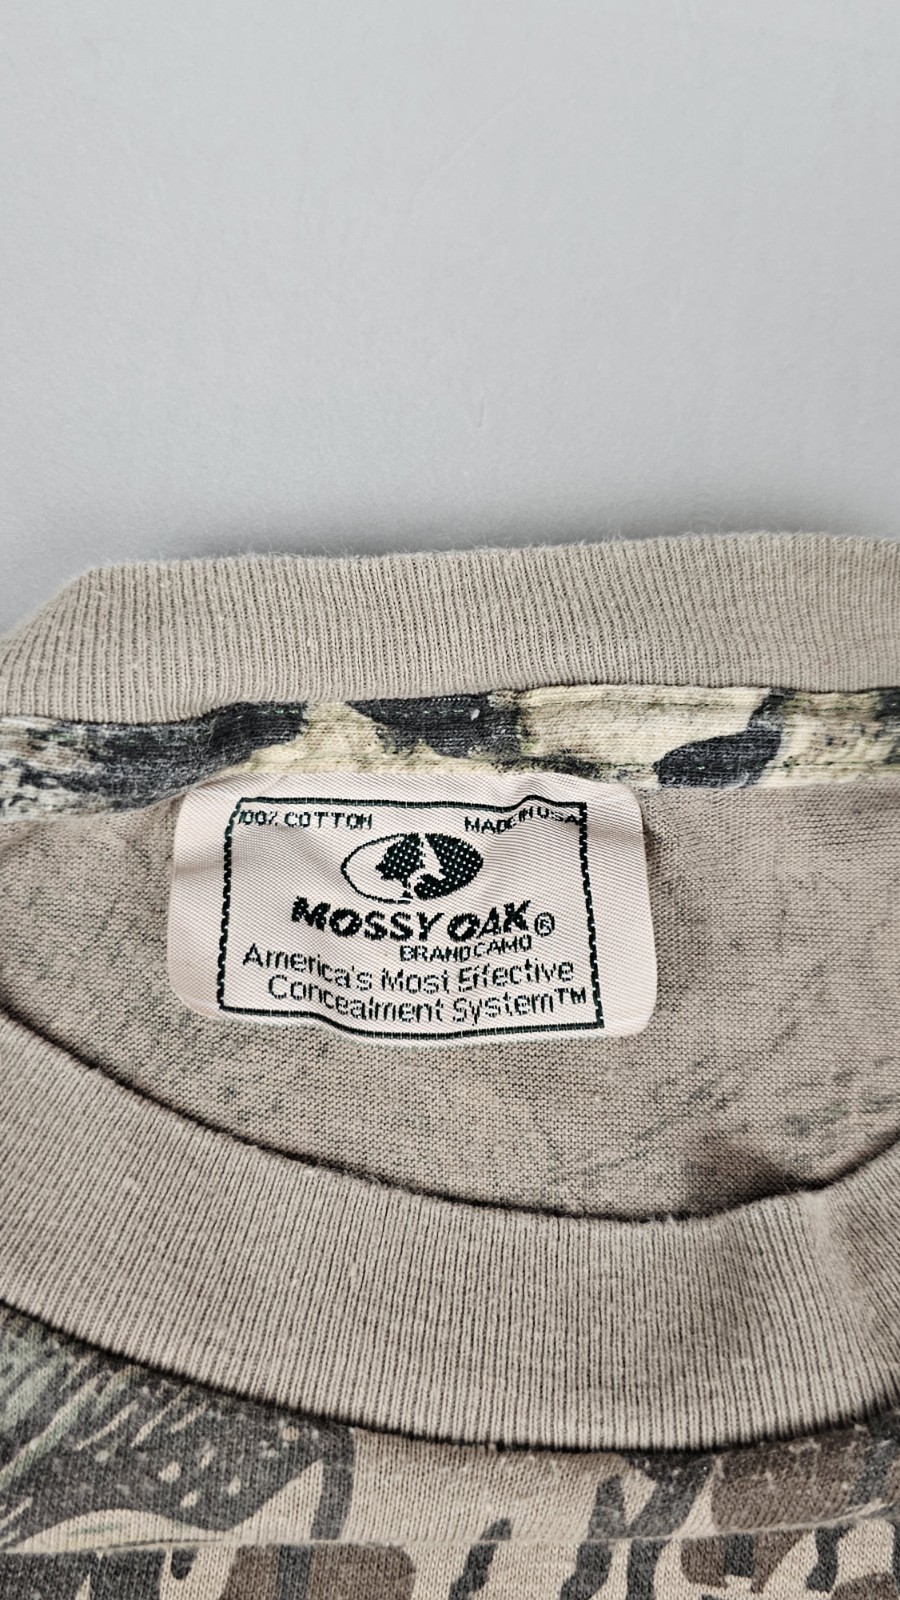 100% COTTON MADE IN USA
MOSSY OAK®
BRAND CAMO
America's Most Effective
Concealment System™